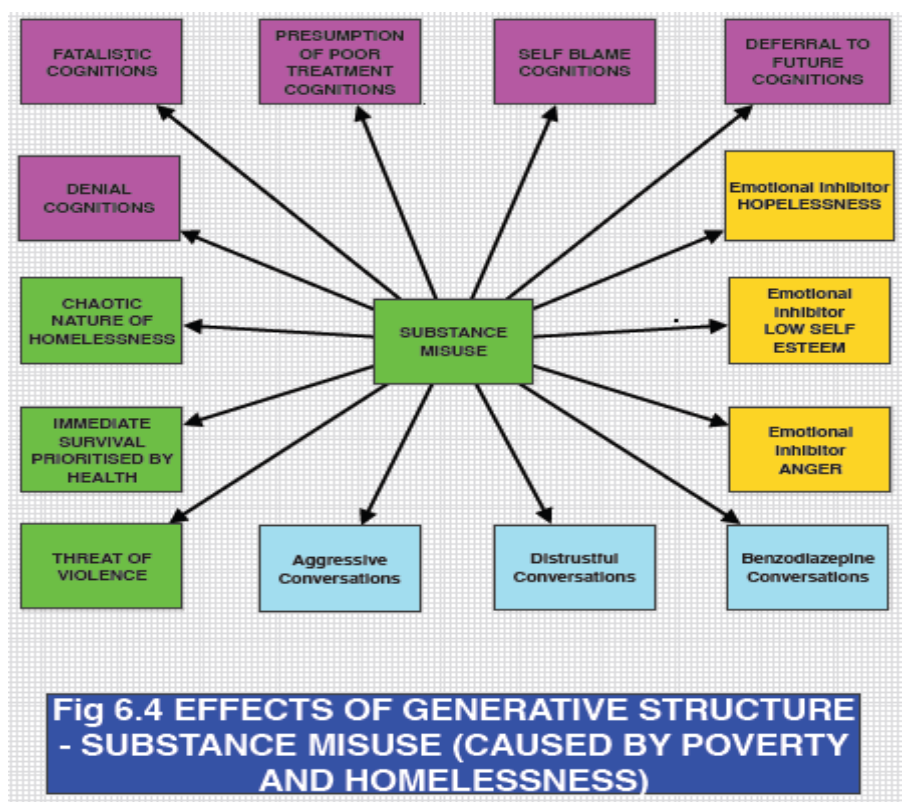 FATALISTIC
COGNITIONS
PRESUMPTION
OF POOR
TREATMENT
COGNITIONS
SELF BLAME
COGNITIONS
DEFERRAL TO
FUTURE
COGNITIONS
DENIAL
COGNITIONS
Emotional Inhibitor
HOPELESSNESS
CHAOTIC
NATURE OF
HOMELESSNESS
SUBSTANCE
MISUSE
Emotional
Inhibitor
LOW SELF
ESTEEM
IMMEDIATE
SURVIVAL
PRIORITISED BY
HEALTH
Emotional
Inhibitor
ANGER
THREAT OF
VIOLENCE
Aggressive
Conversations
Distrustful
Conversations
Benzodiazepine
Conversations
Fig 6.4 EFFECTS OF GENERATIVE STRUCTURE
- SUBSTANCE MISUSE (CAUSED BY POVERTY
AND HOMELESSNESS)